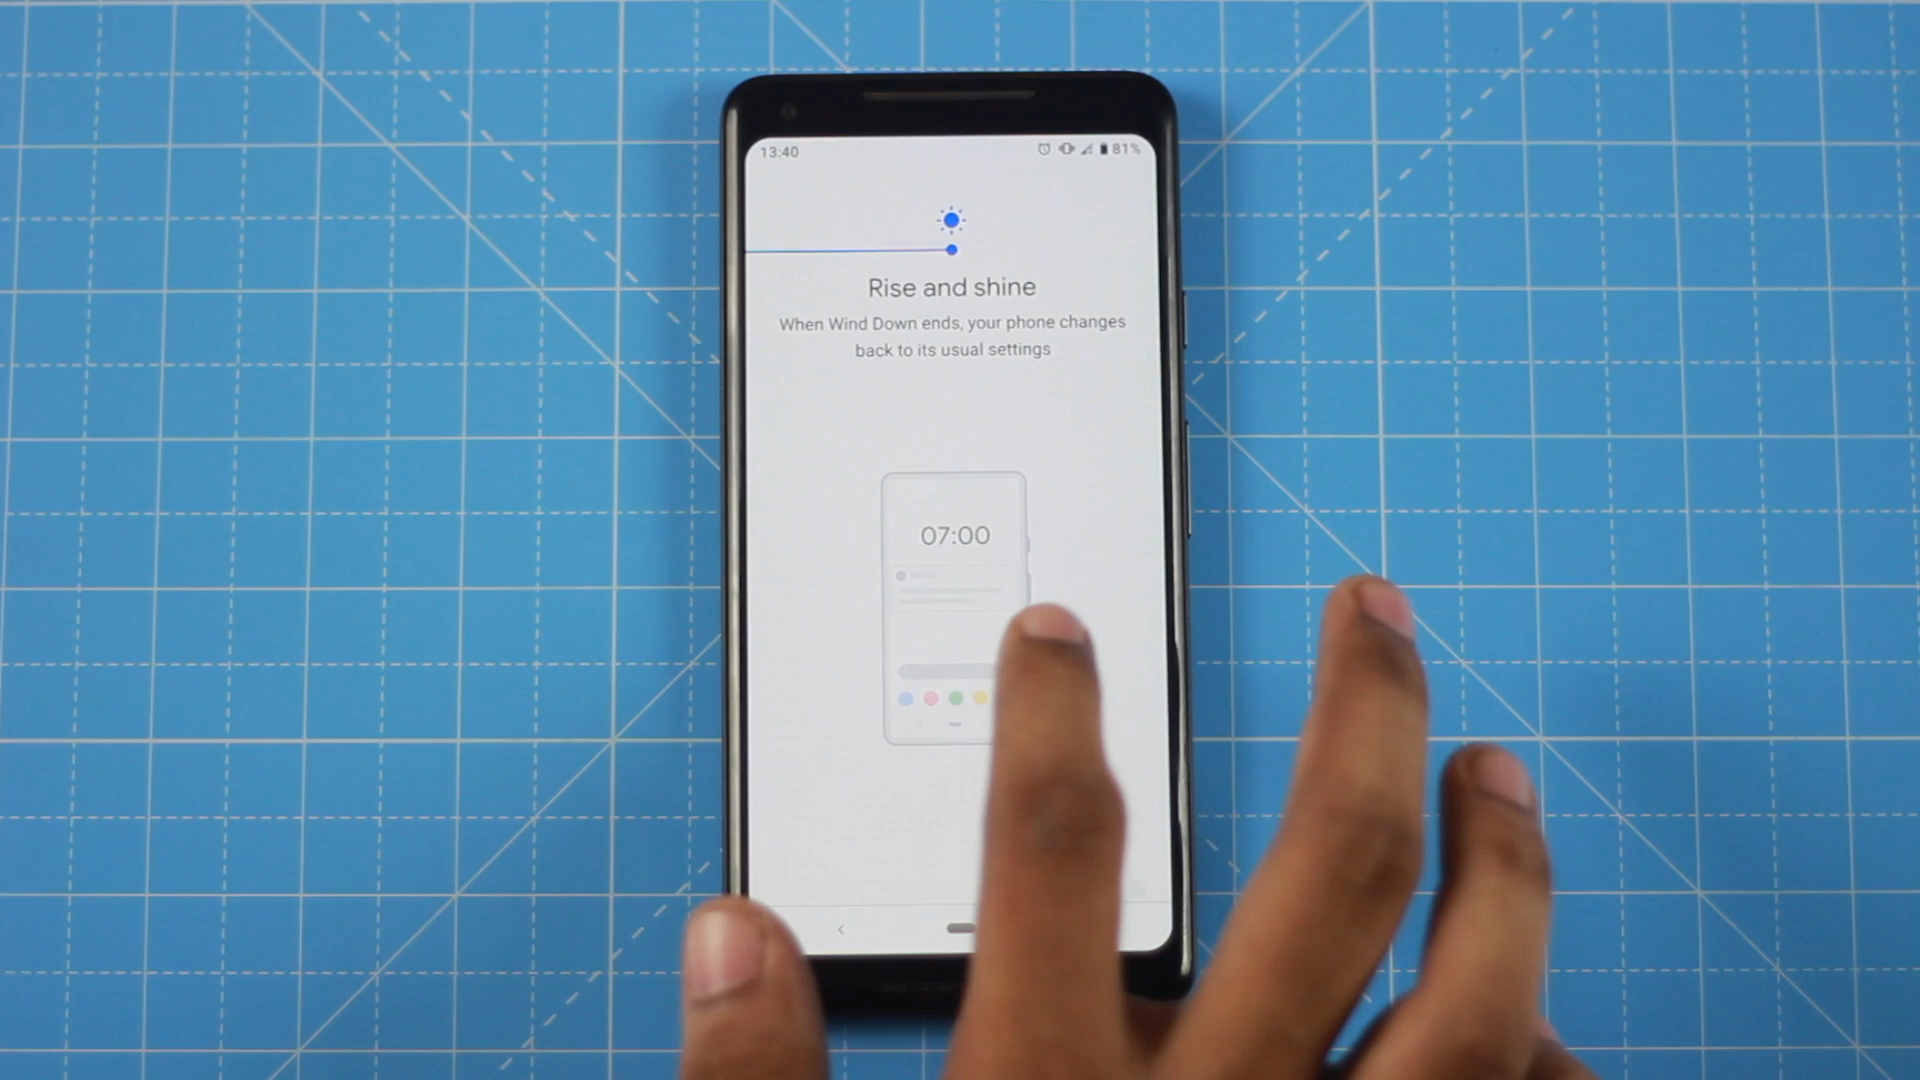 13:40
81%
Rise and shine
When Wind Down ends, your phone changes
back to its usual settings
07:00